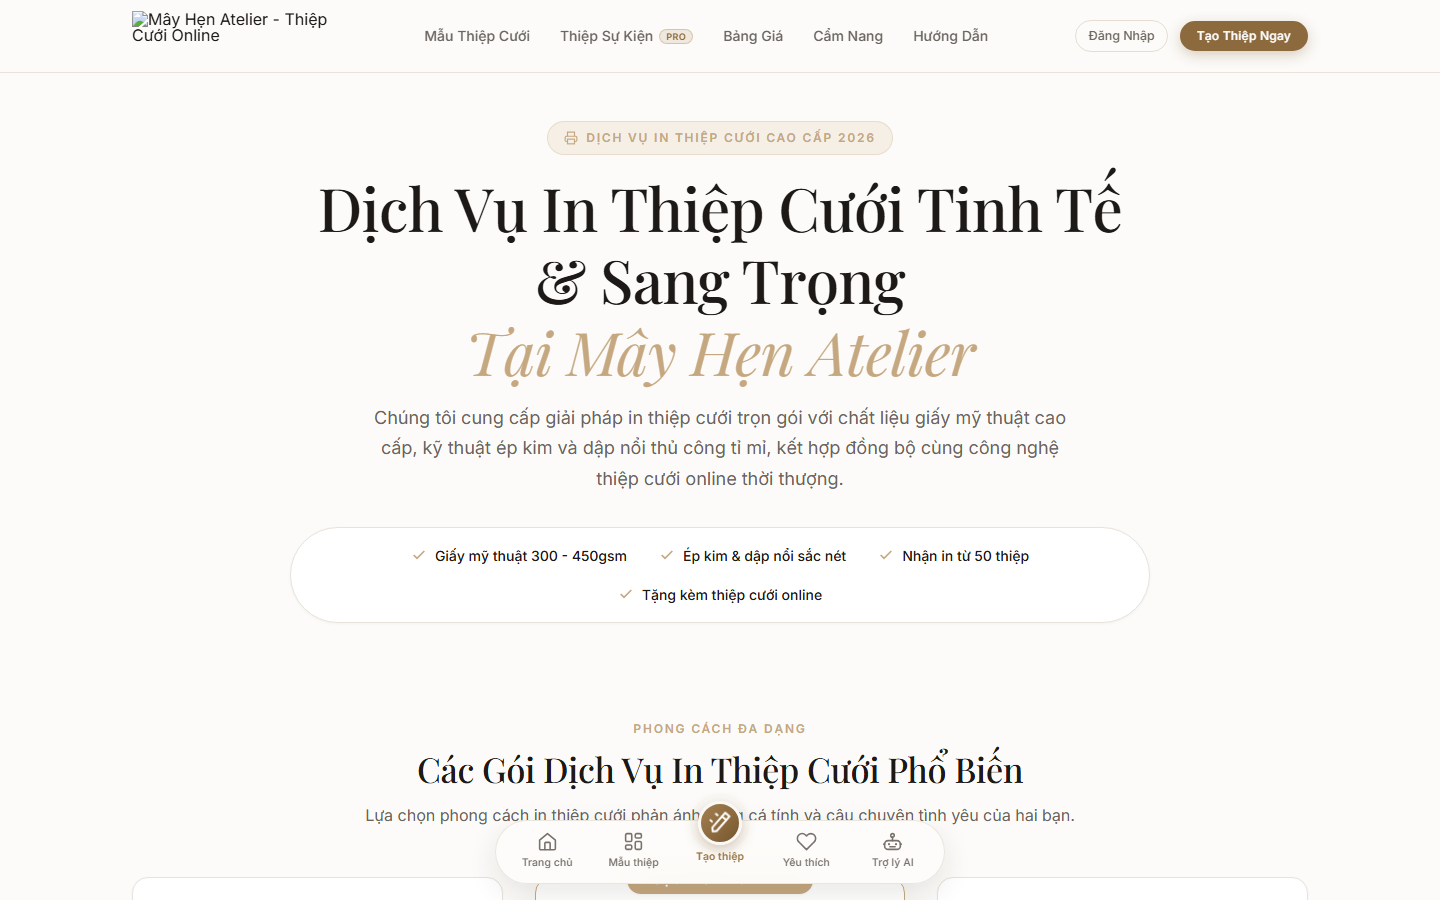 Mây Hẹn Atelier - Thiệp
Cưới Online
Mẫu Thiệp Cưới
Thiệp Sự Kiện PRO
Bảng Giá
Cẩm Nang
Hướng Dẫn
Đăng Nhập
Tạo Thiệp Ngay
DỊCH VỤ IN THIỆP CƯỚI CAO CẤP 2026
Dịch Vụ In Thiệp Cưới Tinh Tế
& Sang Trọng
Tại Mây Hẹn Atelier
Chúng tôi cung cấp giải pháp in thiệp cưới trọn gói với chất liệu giấy mỹ thuật cao
cấp, kỹ thuật ép kim và dập nổi thủ công tỉ mỉ, kết hợp đồng bộ cùng công nghệ
thiệp cưới online thời thượng.
Giấy mỹ thuật 300 - 450gsm
Ép kim & dập nổi sắc nét
Nhận in từ 50 thiệp
Tặng kèm thiệp cưới online
PHONG CÁCH ĐA DẠNG
Các Gói Dịch Vụ In Thiệp Cưới Phổ Biến
Lựa chọn phong cách in thiệp cưới phản ánh cá tính và câu chuyện tình yêu của hai bạn.
Trang chủ
Mẫu thiệp
Tạo thiệp
Yêu thích
Trợ lý AI